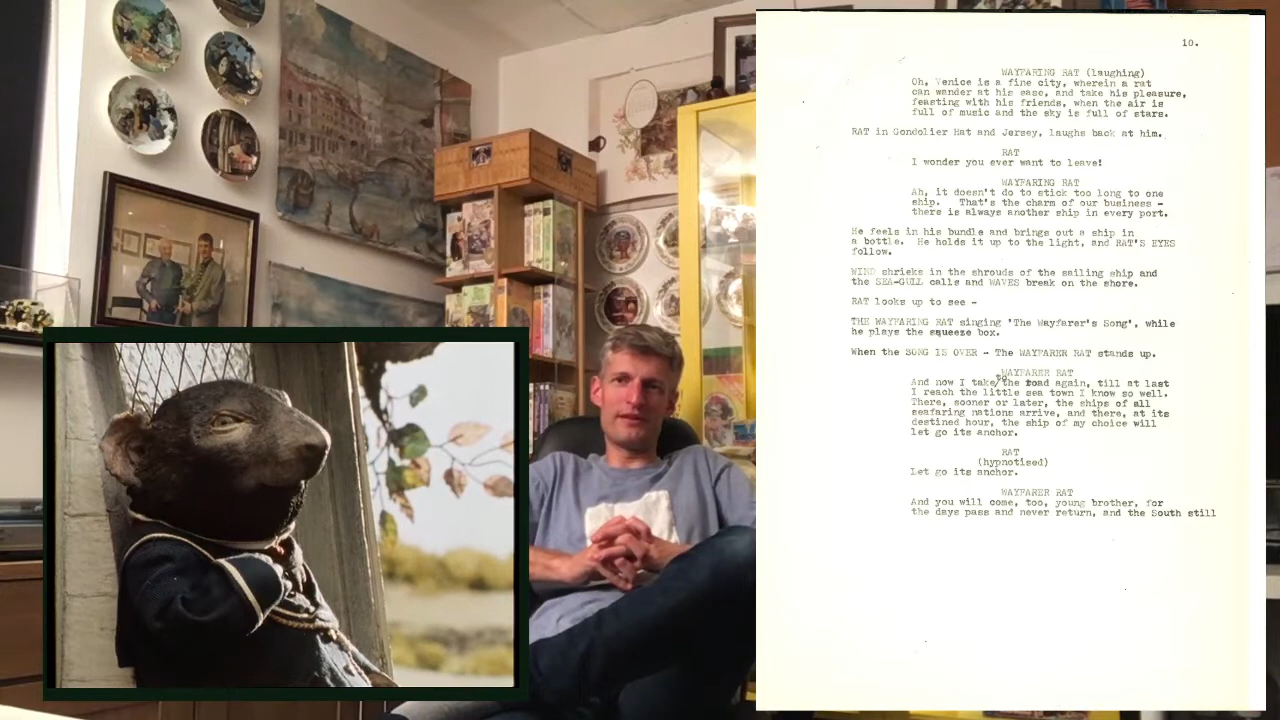 10.
WAYFARING RAT (laughing)
Oh, Venice is a fine city, wherein a rat
can wander at his ease, and take his pleasure,
feasting with his friends, when the air is
full of music and the sky is full of stars.
RAT in Gondolier Hat and Jersey, laughs back at him.
RAT
I wonder you ever want to leave!
WAYFARING RAT
Ah, it doesn't do to stick too long to one
ship. That's the charm of our business -
there is always another ship in every port.
He feels in his bundle and brings out a ship in
a bottle. He holds it up to the light, and RAT'S EYES
follow.
WIND shrieks in the shrouds of the sailing ship and
the SEA-GULL calls and WAVES break on the shore.
RAT looks up to see -
THE WAYFARING RAT singing 'The Wayfarer's Song', while
he plays the squeeze box.
When the SONG IS OVER - The WAYFARER RAT stands up.
WAYFARER RAT
And now I take/to the road again, till at last
I reach the little sea town I know so well.
There, sooner or later, the ships of all
seafaring nations arrive, and there, at its
destined hour, the ship of my choice will
let go its anchor.
RAT
(hypnotised)
Let go its anchor.
WAYFARER RAT
And you will come, too, young brother, for
the days pass and never return, and the South still